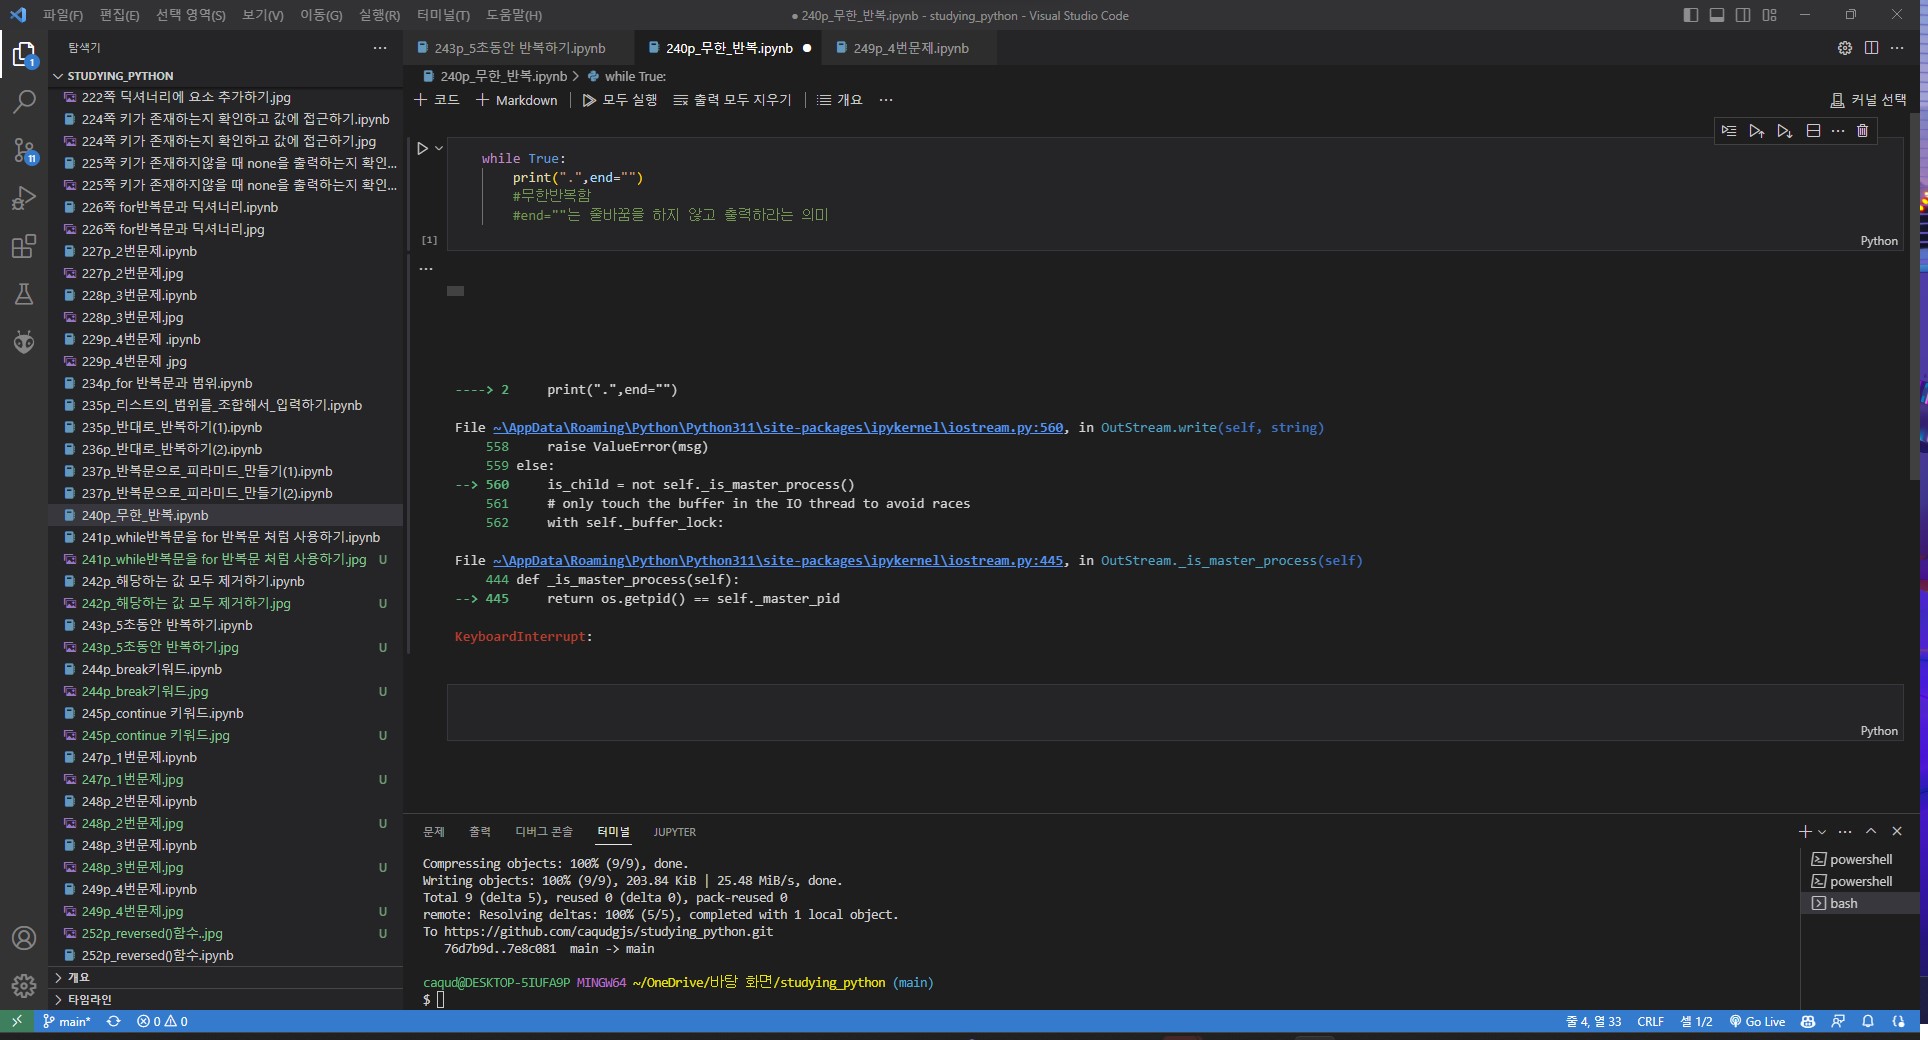 파일(F) 편집(E) 선택 영역(S) 보기(V) 이동(G) 실행(R) 터미널(T) 도움말(H)
● 240p_무한_반복.ipynb - studying_python - Visual Studio Code
탐색기
STUDYING_PYTHON
222쪽 딕셔너리에 요소 추가하기.jpg
224쪽 키가 존재하는지 확인하고 값에 접근하기.ipynb
224쪽 키가 존재하는지 확인하고 값에 접근하기.jpg
225쪽 키가 존재하지않을 때 none을 출력하는지 확인...
225쪽 키가 존재하지않을 때 none을 출력하는지 확인...
226쪽 for반복문과 딕셔너리.ipynb
226쪽 for반복문과 딕셔너리.jpg
227p_2번문제.ipynb
227p_2번문제.jpg
228p_3번문제.ipynb
228p_3번문제.jpg
229p_4번문제 .ipynb
229p_4번문제 .jpg
234p_for 반복문과 범위.ipynb
235p_리스트의_범위를_조합해서_입력하기.ipynb
235p_반대로_반복하기(1).ipynb
236p_반대로_반복하기(2).ipynb
237p_반복문으로_피라미드_만들기(1).ipynb
237p_반복문으로_피라미드_만들기(2).ipynb
240p_무한_반복.ipynb
241p_while반복문을 for 반복문 처럼 사용하기.ipynb
241p_while반복문을 for 반복문 처럼 사용하기.jpg U
242p_해당하는 값 모두 제거하기.ipynb
242p_해당하는 값 모두 제거하기.jpg U
243p_5초동안 반복하기.ipynb
243p_5초동안 반복하기.jpg U
244p_break키워드.ipynb
244p_break키워드.jpg U
245p_continue 키워드.ipynb
245p_continue 키워드.jpg U
247p_1번문제.ipynb
247p_1번문제.jpg U
248p_2번문제.ipynb
248p_2번문제.jpg U
248p_3번문제.ipynb
248p_3번문제.jpg U
249p_4번문제.ipynb
249p_4번문제.jpg U
252p_reversed()함수..jpg U
252p_reversed()함수.ipynb
개요
타임라인
243p_5초동안 반복하기.ipynb 240p_무한_반복.ipynb 249p_4번문제.ipynb
240p_무한_반복.ipynb > while True:
코드 Markdown 모두 실행 출력 모두 지우기 개요 ... 커널 선택
while True:
print(".",end="")
#무한반복함
#end=""는 줄바꿈을 하지 않고 출력하라는 의미
[1]
Python
...
----> 2 print(".",end="")
File ~\AppData\Roaming\Python\Python311\site-packages\ipykernel\iostream.py:560, in OutStream.write(self, string)
558 raise ValueError(msg)
559 else:
--> 560 is_child = not self._is_master_process()
561 # only touch the buffer in the IO thread to avoid races
562 with self._buffer_lock:
File ~\AppData\Roaming\Python\Python311\site-packages\ipykernel\iostream.py:445, in OutStream._is_master_process(self)
444 def _is_master_process(self):
--> 445 return os.getpid() == self._master_pid
KeyboardInterrupt:
Python
문제 출력 디버그 콘솔 터미널 JUPYTER
Compressing objects: 100% (9/9), done.
Writing objects: 100% (9/9), 203.84 KiB | 25.48 MiB/s, done.
Total 9 (delta 5), reused 0 (delta 0), pack-reused 0
remote: Resolving deltas: 100% (5/5), completed with 1 local object.
To https://github.com/caqudgjs/studying_python.git
76d7b9d..7e8c081 main -> main
caqud@DESKTOP-5IUFA9P MINGW64 ~/OneDrive/바탕 화면/studying_python (main)
$
powershell
powershell
bash
1
11
main* 0 0
줄 4, 열 33 CRLF 셀 1/2 Go Live